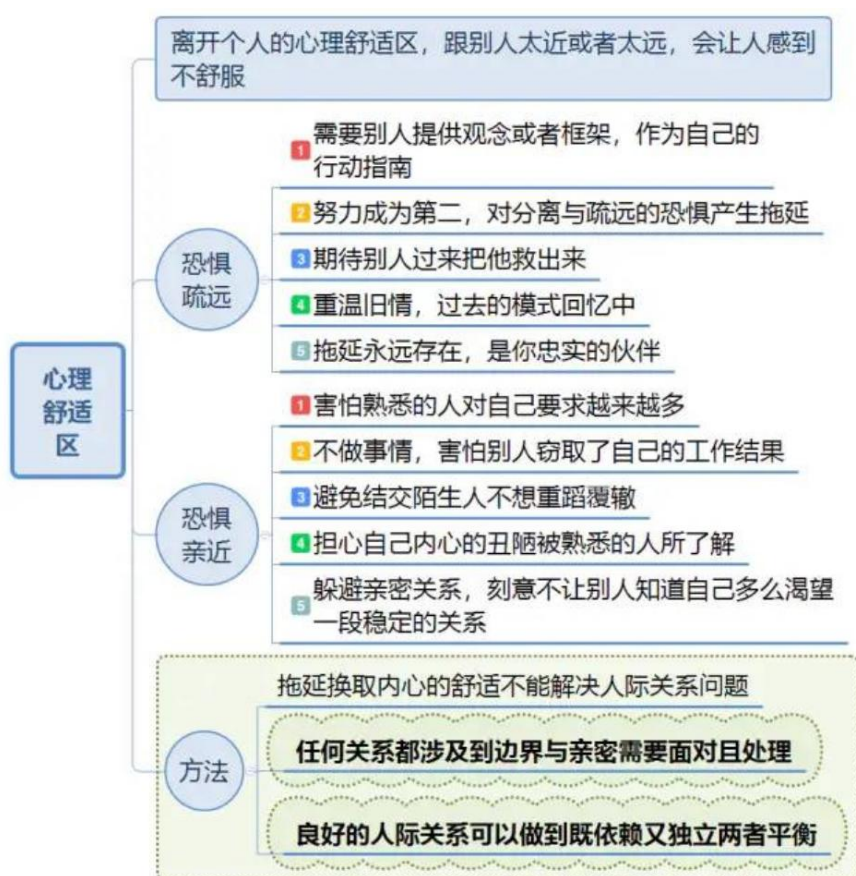 离开个人的心理舒适区，跟别人太近或者太远，会让人感到
不舒服
心理
舒适
区
恐惧
疏远
1 需要别人提供观念或者框架，作为自己的
行动指南
2 努力成为第二，对分离与疏远的恐惧产生拖延
3 期待别人过来把他救出来
4 重温旧情，过去的模式回忆中
5 拖延永远存在，是你忠实的伙伴
恐惧
亲近
1 害怕熟悉的人对自己要求越来越多
2 不做事情，害怕别人窃取了自己的工作结果
3 避免结交陌生人不想重蹈覆辙
4 担心自己内心的丑陋被熟悉的人所了解
5 躲避亲密关系，刻意不让别人知道自己多么渴望
一段稳定的关系
方法
拖延换取内心的舒适不能解决人际关系问题
任何关系都涉及到边界与亲密需要面对且处理
良好的人际关系可以做到既依赖又独立两者平衡